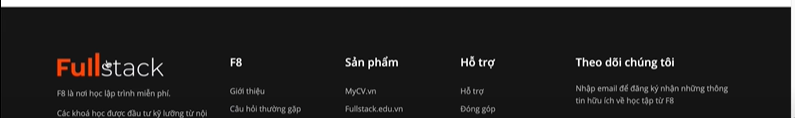 Fullstack
F8 là nơi học lập trình miễn phí.
Các khoá học được đầu tư kỹ lưỡng từ nội
F8
Giới thiệu
Câu hỏi thường gặp
Sản phẩm
MyCV.vn
Fullstack.edu.vn
Hỗ trợ
Hỗ trợ
Đóng góp
Theo dõi chúng tôi
Nhập email để đăng ký nhận những thông
tin hữu ích về học tập từ F8